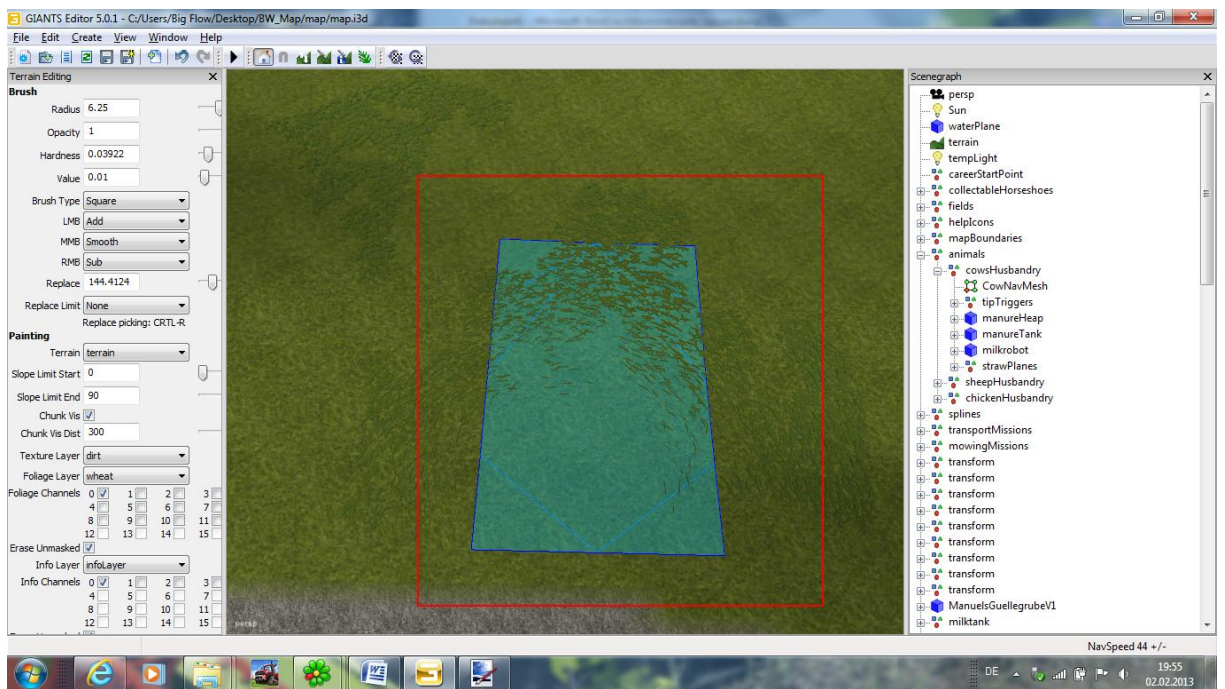 GIANTS Editor 5.0.1 - C:/Users/Big Flow/Desktop/BW_Map/map/map.i3d
File Edit Create View Window Help
Terrain Editing
Brush
Radius 6.25
Opacity 1
Hardness 0.03922
Value 0.01
Brush Type Square
LMB Add
MMB Smooth
RMB Sub
Replace 144.4124
Replace Limit None
Replace picking: CRTL-R
Painting
Terrain terrain
Slope Limit Start 0
Slope Limit End 90
Chunk Vis
Chunk Vis Dist 300
Texture Layer dirt
Foliage Layer wheat
Foliage Channels 0 1 2 3
4 5 6 7
8 9 10 11
12 13 14 15
Erase Unmasked
Info Layer infoLayer
Info Channels 0 1 2 3
4 5 6 7
8 9 10 11
12 13 14 15
persp
Scenegraph
persp
Sun
waterPlane
terrain
tempLight
careerStartPoint
collectableHorseshoes
fields
helpIcons
mapBoundaries
animals
cowsHusbandry
CowNavMesh
tipTriggers
manureHeap
manureTank
milkrobot
strawPlanes
sheepHusbandry
chickenHusbandry
splines
transportMissions
mowingMissions
transform
transform
transform
transform
transform
transform
transform
transform
transform
ManuelsGuellegrubeV1
milktank
NavSpeed 44 +/-
DE
19:55
02.02.2013